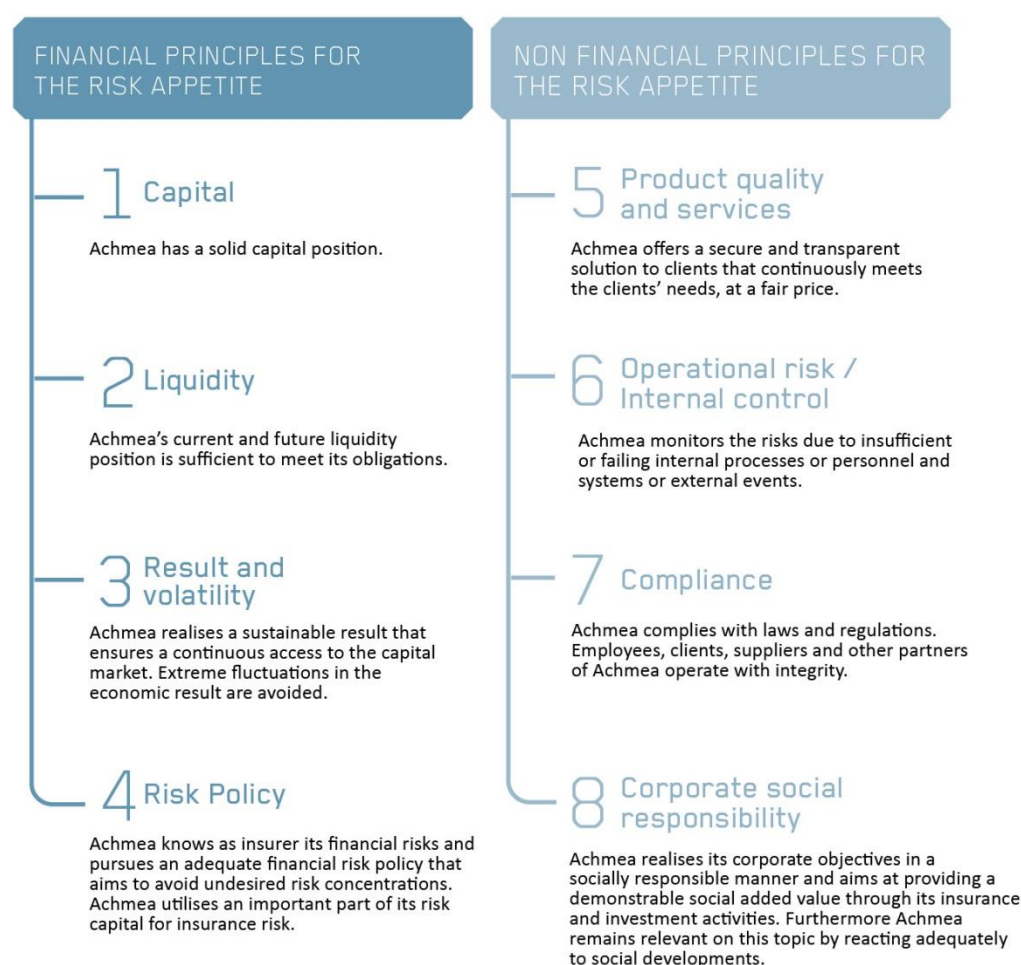 FINANCIAL PRINCIPLES FOR
THE RISK APPETITE
1 Capital
Achmea has a solid capital position.
2 Liquidity
Achmea's current and future liquidity
position is sufficient to meet its obligations.
3 Result and
volatility
Achmea realises a sustainable result that
ensures a continuous access to the capital
market. Extreme fluctuations in the
economic result are avoided.
4 Risk Policy
Achmea knows as insurer its financial risks and
pursues an adequate financial risk policy that
aims to avoid undesired risk concentrations.
Achmea utilises an important part of its risk
capital for insurance risk.
NON FINANCIAL PRINCIPLES FOR
THE RISK APPETITE
5 Product quality
and services
Achmea offers a secure and transparent
solution to clients that continuously meets
the clients' needs, at a fair price.
6 Operational risk /
Internal control
Achmea monitors the risks due to insufficient
or failing internal processes or personnel and
systems or external events.
7 Compliance
Achmea complies with laws and regulations.
Employees, clients, suppliers and other partners
of Achmea operate with integrity.
8 Corporate social
responsibility
Achmea realises its corporate objectives in a
socially responsible manner and aims at providing a
demonstrable social added value through its insurance
and investment activities. Furthermore Achmea
remains relevant on this topic by reacting adequately
to social developments.